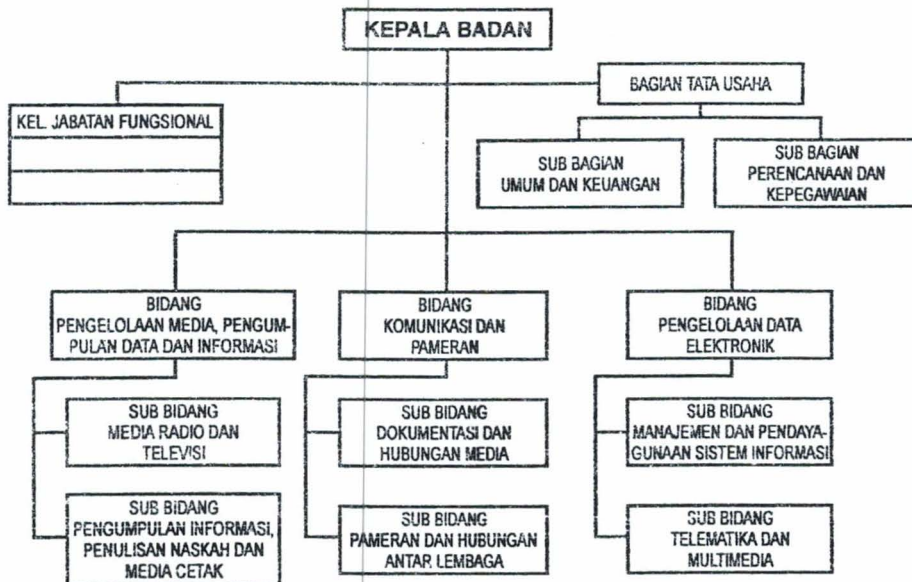 KEPALA BADAN
BAGIAN TATA USAHA
KEL. JABATAN FUNGSIONAL
SUB BAGIAN
UMUM DAN KEUANGAN
SUB BAGIAN
PERENCANAAN DAN
KEPEGAWAIAN
BIDANG
PENGELOLAAN MEDIA, PENGUM-
PULAN DATA DAN INFORMASI
BIDANG
KOMUNIKASI DAN
PAMERAN
BIDANG
PENGELOLAAN DATA
ELEKTRONIK
SUB BIDANG
MEDIA RADIO DAN
TELEVISI
SUB BIDANG
DOKUMENTASI DAN
HUBUNGAN MEDIA
SUB BIDANG
MANAJEMEN DAN PENDAYA-
GUNAAN SISTEM INFORMASI
SUB BIDANG
PENGUMPULAN INFORMASI,
PENULISAN NASKAH DAN
MEDIA CETAK
SUB BIDANG
PAMERAN DAN HUBUNGAN
ANTAR LEMBAGA
SUB BIDANG
TELEMATIKA DAN
MULTIMEDIA